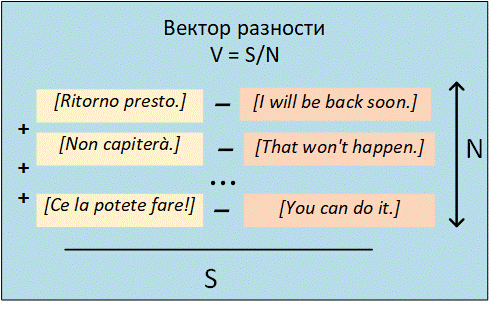 Вектор разности
V = S/N
[Ritorno presto.] – [I will be back soon.]
+
[Non capiterà.] – [That won't happen.]
N
+
...
+
[Ce la potete fare!] – [You can do it.]
S